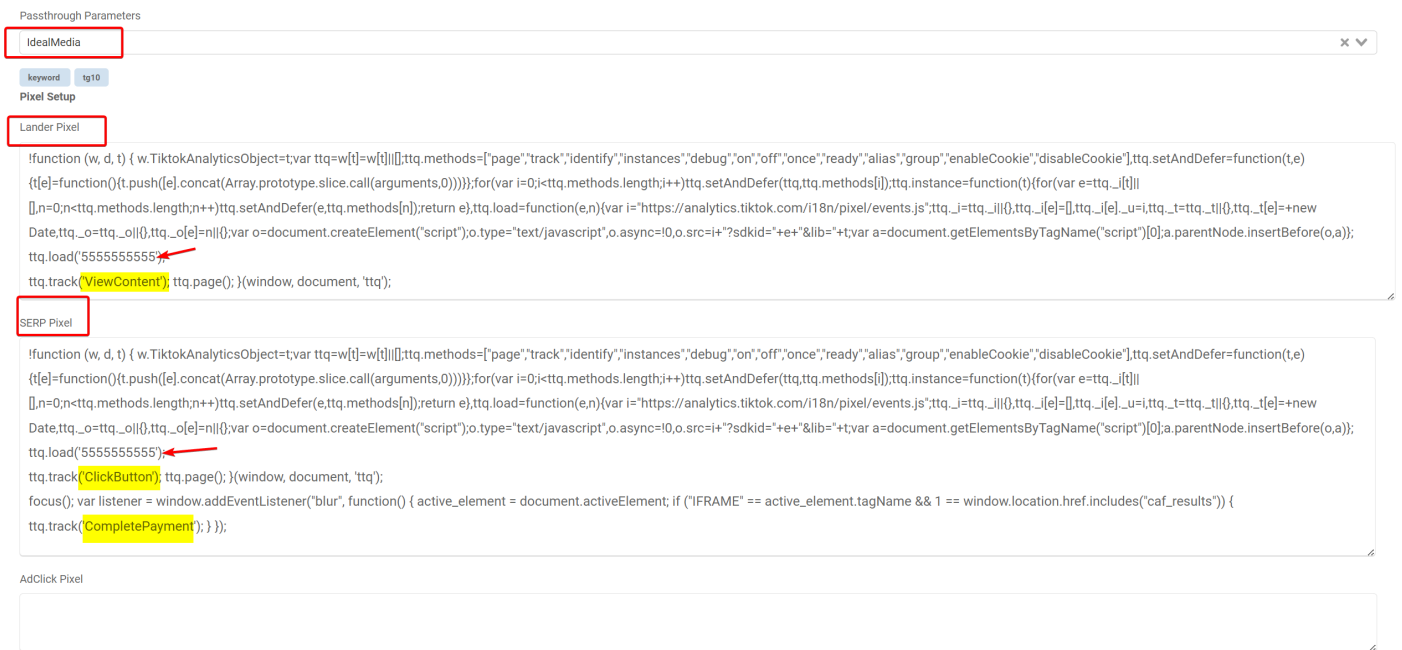 Passthrough Parameters
IdealMedia
keyword tg10
Pixel Setup
Lander Pixel
!function (w, d, t) { w.TiktokAnalyticsObject=t;var ttq=w[t]=w[t]||[];ttq.methods=["page","track","identify","instances","debug","on","off","once","ready","alias","group","enableCookie","disableCookie"],ttq.setAndDefer=function(t,e)
{t[e]=function(){t.push([e].concat(Array.prototype.slice.call(arguments,0)))}};for(var i=0;i<ttq.methods.length;i++)ttq.setAndDefer(ttq,ttq.methods[i]);ttq.instance=function(t){for(var e=ttq._i[t]||
[],n=0;n<ttq.methods.length;n++)ttq.setAndDefer(e,ttq.methods[n]);return e},ttq.load=function(e,n){var i="https://analytics.tiktok.com/i18n/pixel/events.js";ttq._i=ttq._i||{},ttq._i[e]=[],ttq._i[e]._u=i,ttq._t=ttq._t||{},ttq._t[e]=+new
Date,ttq._o=ttq._o||{},ttq._o[e]=n||{};var o=document.createElement("script");o.type="text/javascript",o.async=!0,o.src=i+"?sdkid="+e+"&lib="+t;var a=document.getElementsByTagName("script")[0];a.parentNode.insertBefore(o,a)};
ttq.load('5555555555');
ttq.track('ViewContent'); ttq.page(); }(window, document, 'ttq');
SERP Pixel
!function (w, d, t) { w.TiktokAnalyticsObject=t;var ttq=w[t]=w[t]||[];ttq.methods=["page","track","identify","instances","debug","on","off","once","ready","alias","group","enableCookie","disableCookie"],ttq.setAndDefer=function(t,e)
{t[e]=function(){t.push([e].concat(Array.prototype.slice.call(arguments,0)))}};for(var i=0;i<ttq.methods.length;i++)ttq.setAndDefer(ttq,ttq.methods[i]);ttq.instance=function(t){for(var e=ttq._i[t]||
[],n=0;n<ttq.methods.length;n++)ttq.setAndDefer(e,ttq.methods[n]);return e},ttq.load=function(e,n){var i="https://analytics.tiktok.com/i18n/pixel/events.js";ttq._i=ttq._i||{},ttq._i[e]=[],ttq._i[e]._u=i,ttq._t=ttq._t||{},ttq._t[e]=+new
Date,ttq._o=ttq._o||{},ttq._o[e]=n||{};var o=document.createElement("script");o.type="text/javascript",o.async=!0,o.src=i+"?sdkid="+e+"&lib="+t;var a=document.getElementsByTagName("script")[0];a.parentNode.insertBefore(o,a)};
ttq.load('5555555555');
ttq.track('ClickButton'); ttq.page(); }(window, document, 'ttq');
focus(); var listener = window.addEventListener("blur", function() { active_element = document.activeElement; if ("IFRAME" == active_element.tagName && 1 == window.location.href.includes("caf_results")) {
ttq.track('CompletePayment'); } });
AdClick Pixel